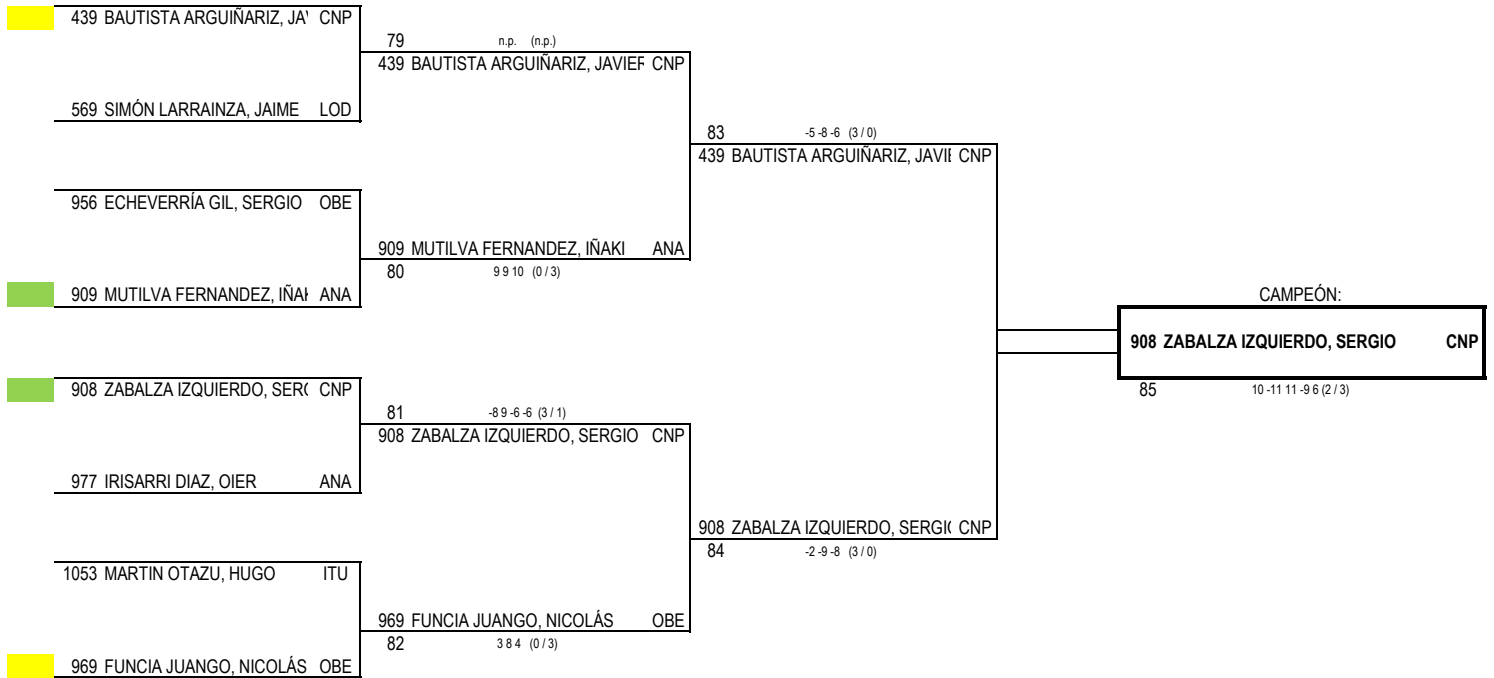 439 BAUTISTA ARGUIÑARIZ, JA CNP
79 n.p. (n.p.)
439 BAUTISTA ARGUIÑARIZ, JAVIER CNP
569 SIMÓN LARRAINZA, JAIME LOD
83 -5 -8 -6 (3 / 0)
439 BAUTISTA ARGUIÑARIZ, JAVI CNP
956 ECHEVERRÍA GIL, SERGIO OBE
909 MUTILVA FERNANDEZ, IÑAKI ANA
80 9 9 10 (0 / 3)
909 MUTILVA FERNANDEZ, IÑA ANA
CAMPEÓN:
908 ZABALZA IZQUIERDO, SERGIO CNP
85 10 -11 11 -9 6 (2 / 3)
908 ZABALZA IZQUIERDO, SER CNP
81 -8 9 -6 -6 (3 / 1)
908 ZABALZA IZQUIERDO, SERGIO CNP
977 IRISARRI DIAZ, OIER ANA
908 ZABALZA IZQUIERDO, SERGI CNP
84 -2 -9 -8 (3 / 0)
1053 MARTIN OTAZU, HUGO ITU
969 FUNCIA JUANGO, NICOLÁS OBE
82 3 8 4 (0 / 3)
969 FUNCIA JUANGO, NICOLÁS OBE